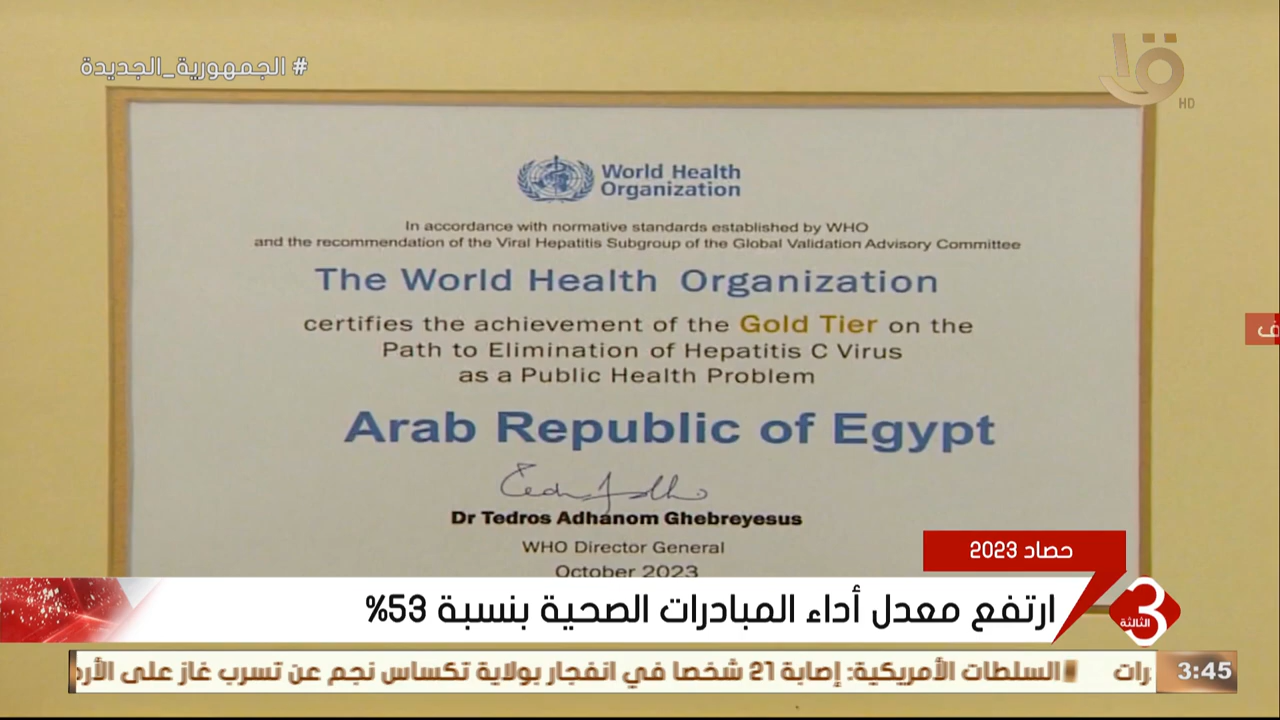 # الجمهورية_الجديدة
HD
World Health
Organization
In accordance with normative standards established by WHO
and the recommendation of the Viral Hepatitis Subgroup of the Global Validation Advisory Committee
The World Health Organization
certifies the achievement of the Gold Tier on the
Path to Elimination of Hepatitis C Virus
as a Public Health Problem
Arab Republic of Egypt
Dr Tedros Adhanom Ghebreyesus
WHO Director General
October 2023
حصاد 2023
ارتفع معدل أداء المبادرات الصحية بنسبة 53%
3
الثالثة
السلطات الأمريكية: إصابة 21 شخصا في انفجار بولاية تكساس نجم عن تسرب غاز على
3:45